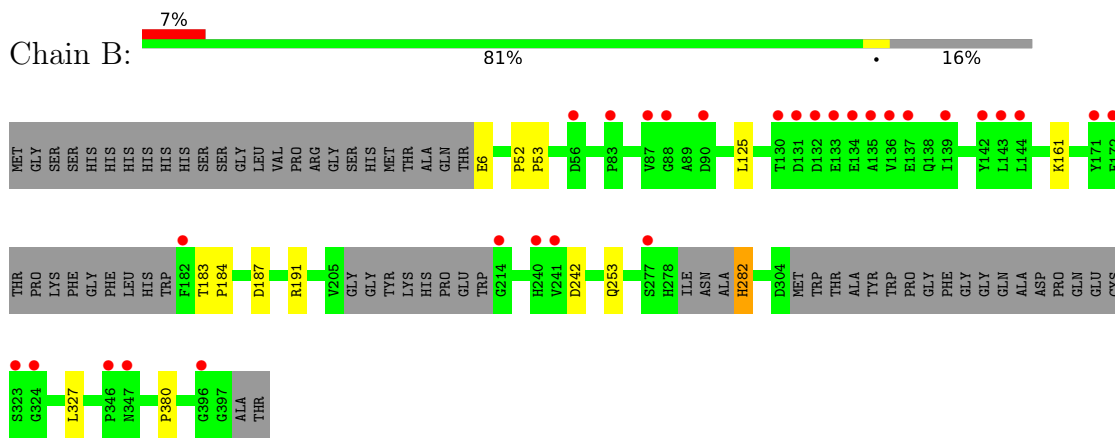 7%
Chain B:
81% • 16%
MET GLY SER SER HIS HIS HIS HIS HIS HIS SER SER GLY LEU VAL PRO ARG GLY SER HIS MET THR ALA GLN THR E6 P52 P53 D56 P83 V87 G88 A89 D90 L125 T130 D131 D132 E133 E134 A135 V136 E137 Q138 I139 Y142 L143 L144 K161 Y171
THR PRO LYS PHE GLY GLY PHE LEU HIS TRP F182 T183 P184 D187 R191 V205 GLY GLY TYR LYS HIS PRO GLU TRP G214 H240 V241 D242 Q253 S277 H278 ILE ASN ALA H282 D304 MET TRP THR ALA TYR TRP PRO GLY PHE GLY GLY GLN ALA ASP PRO GLN GLU CYS
S323 G324 L327 P346 N347 P380 G396 G397 ALA THR